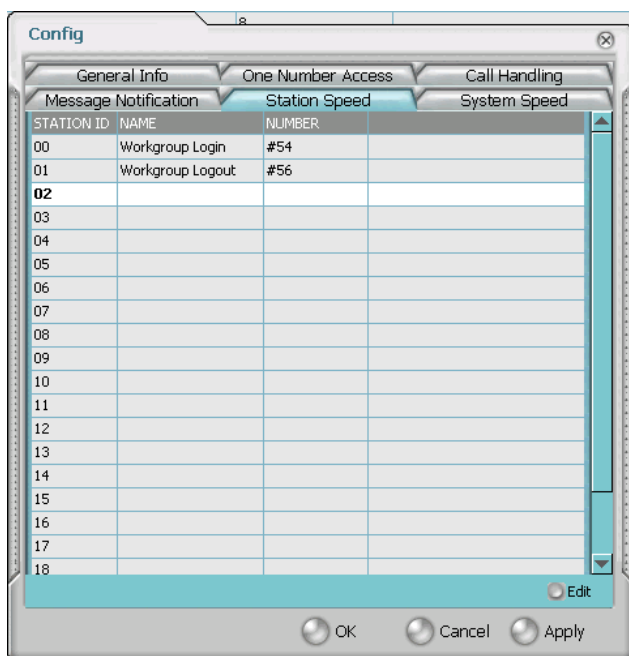 8
Config
General Info One Number Access Call Handling
Message Notification Station Speed System Speed
STATION ID NAME NUMBER
00 Workgroup Login #54
01 Workgroup Logout #56
02
03
04
05
06
07
08
09
10
11
12
13
14
15
16
17
18
Edit
OK Cancel Apply